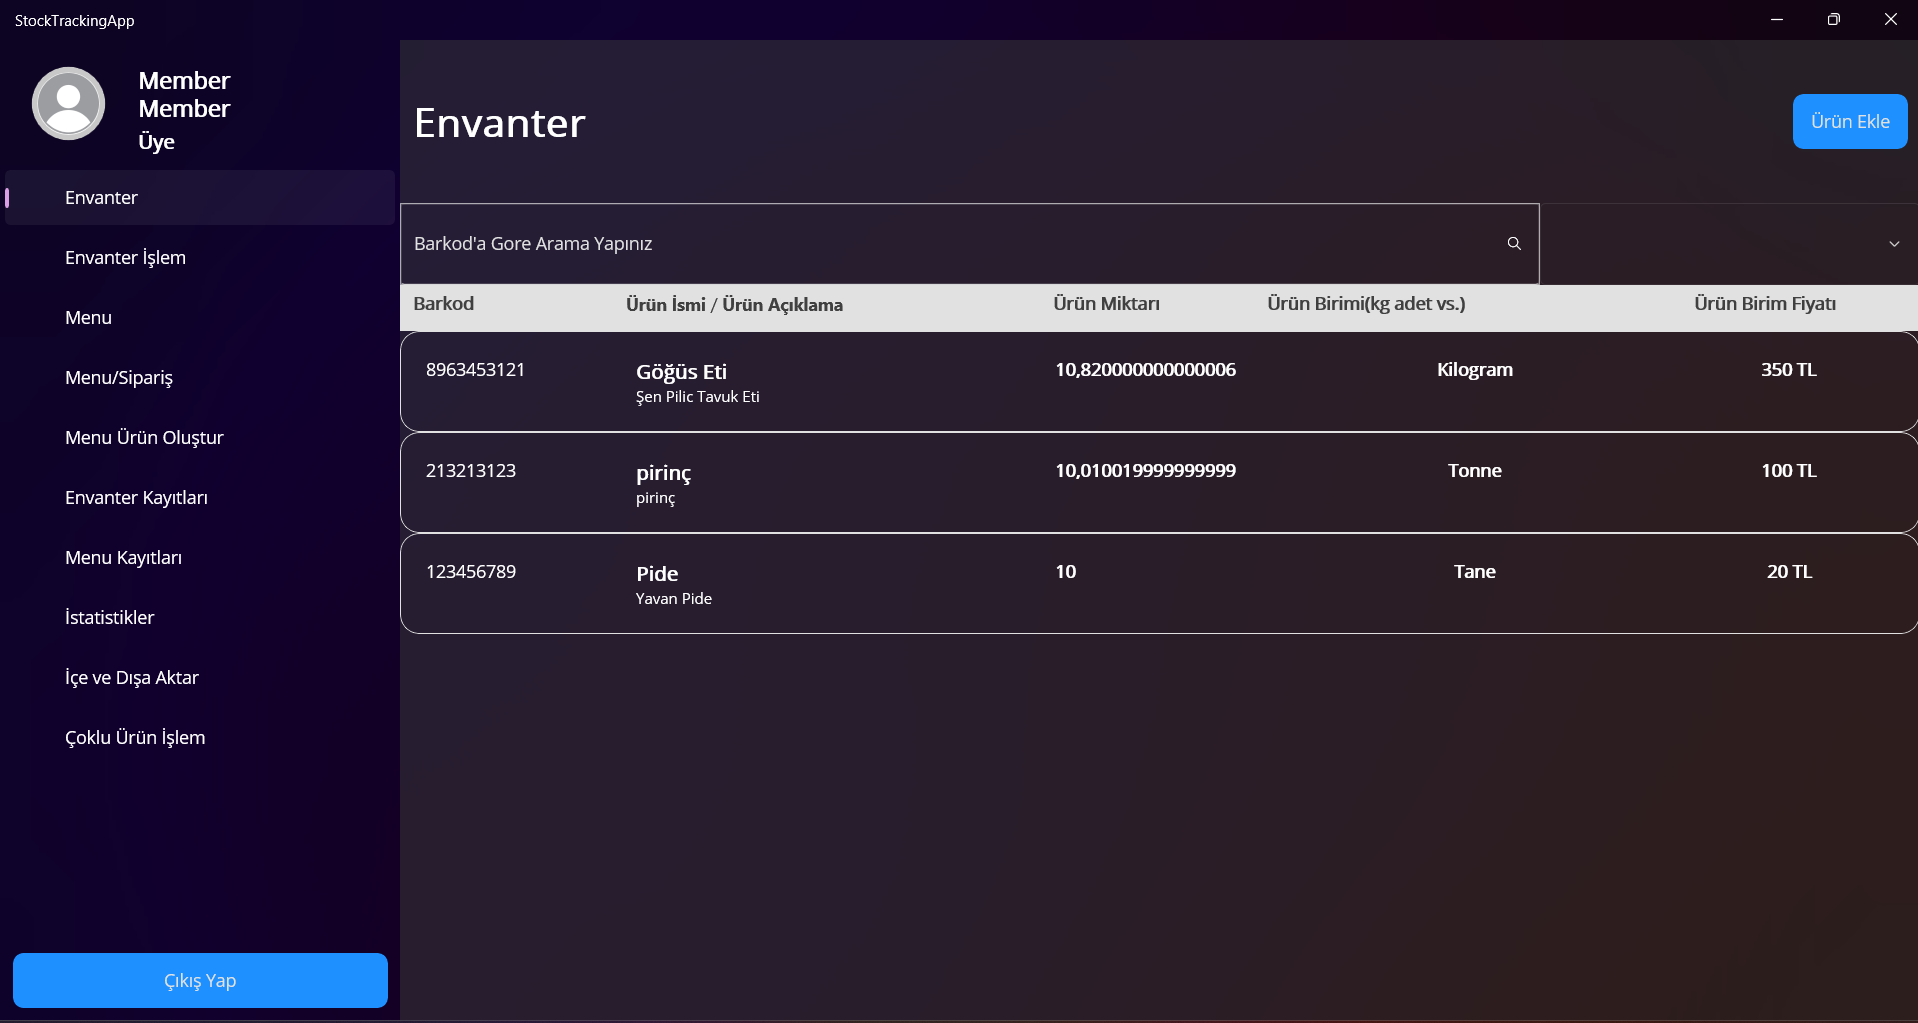 StockTrackingApp
Member
Member
Üye
Envanter
Envanter İşlem
Menu
Menu/Sipariş
Menu Ürün Oluştur
Envanter Kayıtları
Menu Kayıtları
İstatistikler
İçe ve Dışa Aktar
Çoklu Ürün İşlem
Çıkış Yap
Envanter
Ürün Ekle
Barkod'a Gore Arama Yapınız
Barkod Ürün İsmi / Ürün Açıklama Ürün Miktarı Ürün Birimi(kg adet vs.) Ürün Birim Fiyatı
8963453121 Göğüs Eti 10,820000000000006 Kilogram 350 TL
Şen Pilic Tavuk Eti
213213123 pirinç 10,010019999999999 Tonne 100 TL
pirinç
123456789 Pide 10 Tane 20 TL
Yavan Pide